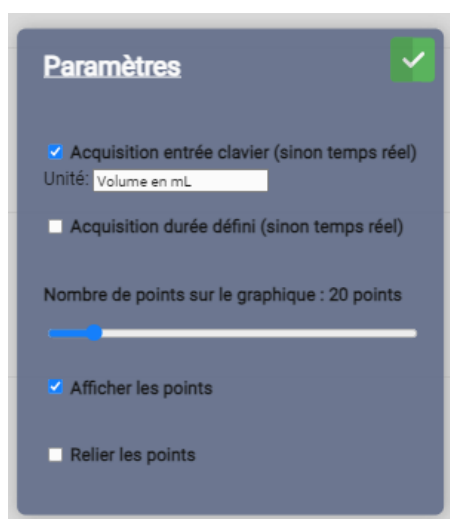 Paramètres
Acquisition entrée clavier (sinon temps réel)
Unité: Volume en mL
Acquisition durée défini (sinon temps réel)
Nombre de points sur le graphique : 20 points
Afficher les points
Relier les points